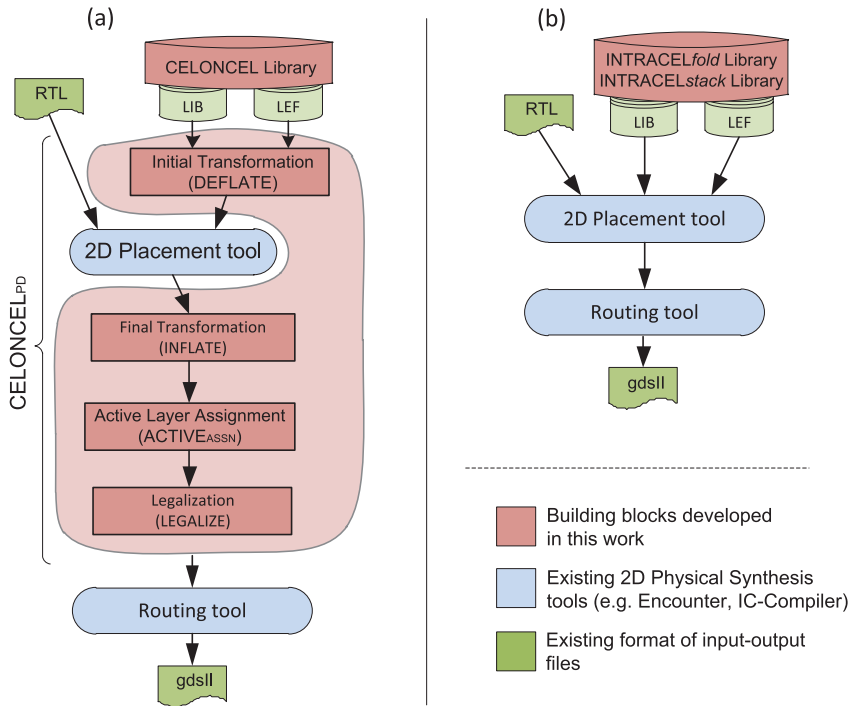 (a)
CELONCEL Library
LIB
LEF
RTL
Initial Transformation
(DEFLATE)
2D Placement tool
CELONCELPD
Final Transformation
(INFLATE)
Active Layer Assignment
(ACTIVEASSN)
Legalization
(LEGALIZE)
Routing tool
gdsII
(b)
INTRACELfold Library
INTRACELstack Library
RTL
LIB
LEF
2D Placement tool
Routing tool
gdsII
Building blocks developed
in this work
Existing 2D Physical Synthesis
tools (e.g. Encounter, IC-Compiler)
Existing format of input-output
files